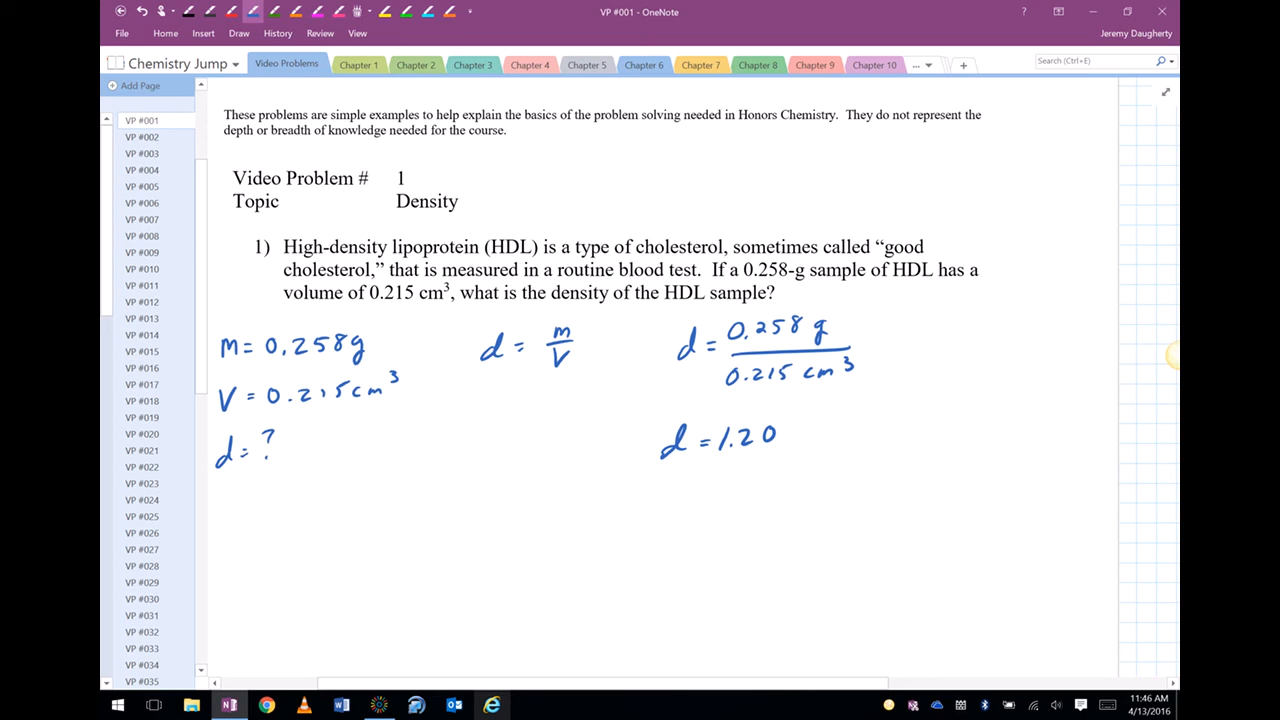 VP #001 - OneNote
?
File
Home
Insert
Draw
History
Review
View
Jeremy Daugherty
Chemistry Jump
Video Problems
Chapter 1
Chapter 2
Chapter 3
Chapter 4
Chapter 5
Chapter 6
Chapter 7
Chapter 8
Chapter 9
Chapter 10
...
Search (Ctrl+E)
Add Page
VP #001
VP #002
VP #003
VP #004
VP #005
VP #006
VP #007
VP #008
VP #009
VP #010
VP #011
VP #012
VP #013
VP #014
VP #015
VP #016
VP #017
VP #018
VP #019
VP #020
VP #021
VP #022
VP #023
VP #024
VP #025
VP #026
VP #027
VP #028
VP #029
VP #030
VP #031
VP #032
VP #033
VP #034
VP #035
These problems are simple examples to help explain the basics of the problem solving needed in Honors Chemistry. They do not represent the
depth or breadth of knowledge needed for the course.
Video Problem # 1
Topic Density
1) High-density lipoprotein (HDL) is a type of cholesterol, sometimes called “good
cholesterol,” that is measured in a routine blood test. If a 0.258-g sample of HDL has a
volume of 0.215 cm³, what is the density of the HDL sample?
m = 0.258g
V = 0.215 cm³
d = ?
d = m/V
d = 0.258 g / 0.215 cm³
d = 1.20
11:46 AM
4/13/2016